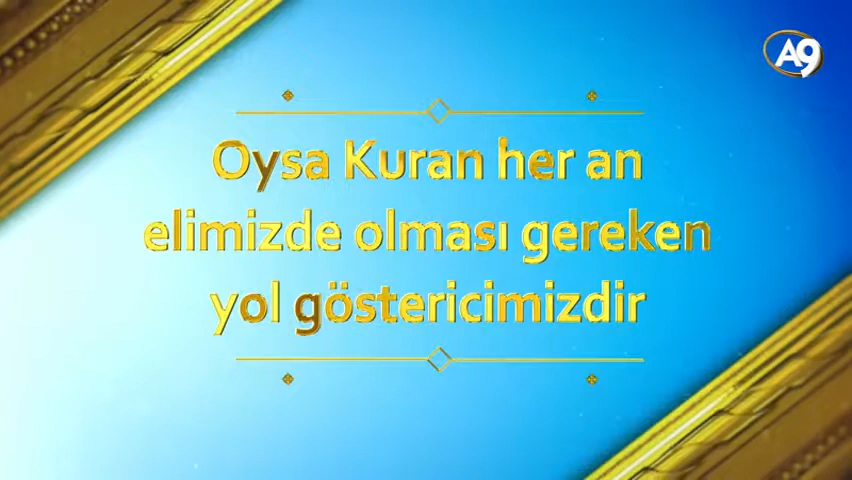 A9
Oysa Kuran her an
elimizde olması gereken
yol göstericimizdir